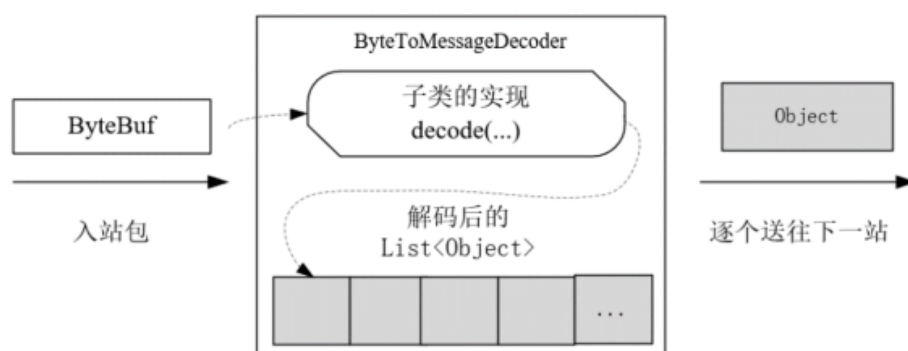 ByteToMessageDecoder
子类的实现
decode(...)
ByteBuf
入站包
解码后的
List<Object>
...
Object
逐个送往下一站